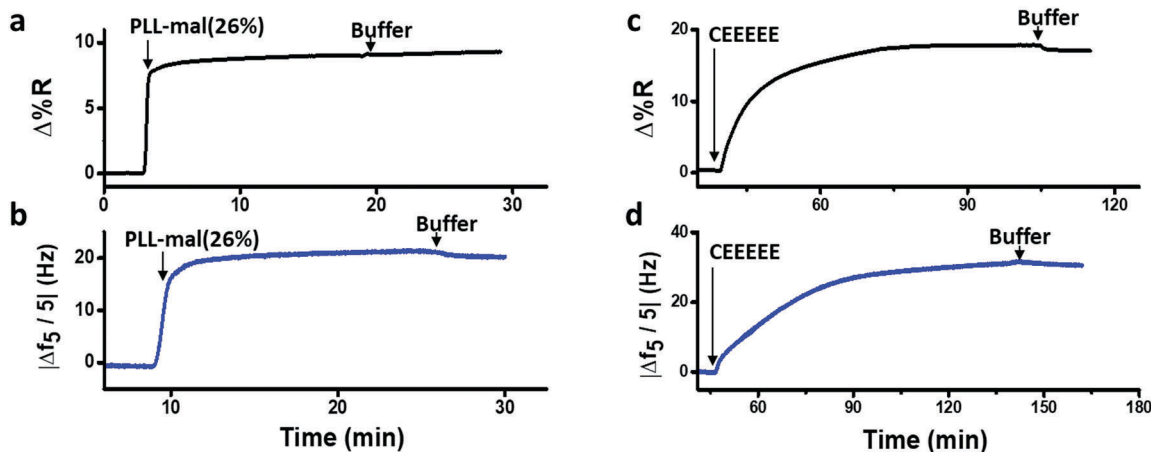 a
PLL-mal(26%)
Buffer
10
5
0
Δ%R
0
10
20
30
b
PLL-mal(26%)
Buffer
20
10
0
|Δf₅ / 5| (Hz)
10
20
30
Time (min)
c
CEEEEE
Buffer
20
10
0
Δ%R
60
90
120
d
CEEEEE
Buffer
40
20
0
|Δf₅ / 5| (Hz)
60
90
120
150
180
Time (min)